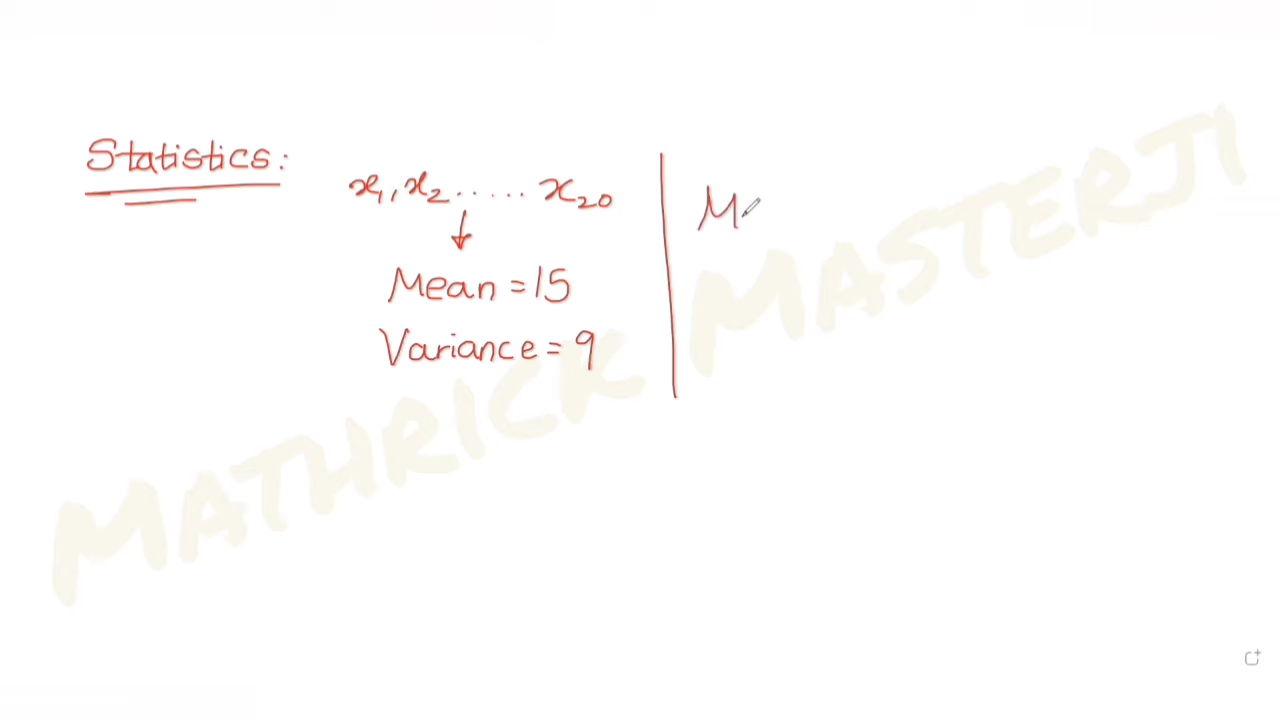 Statistics:
x₁, x₂ ...... x₂₀
↓
Mean = 15
Variance = 9
M
MATHRICK MASTERJI